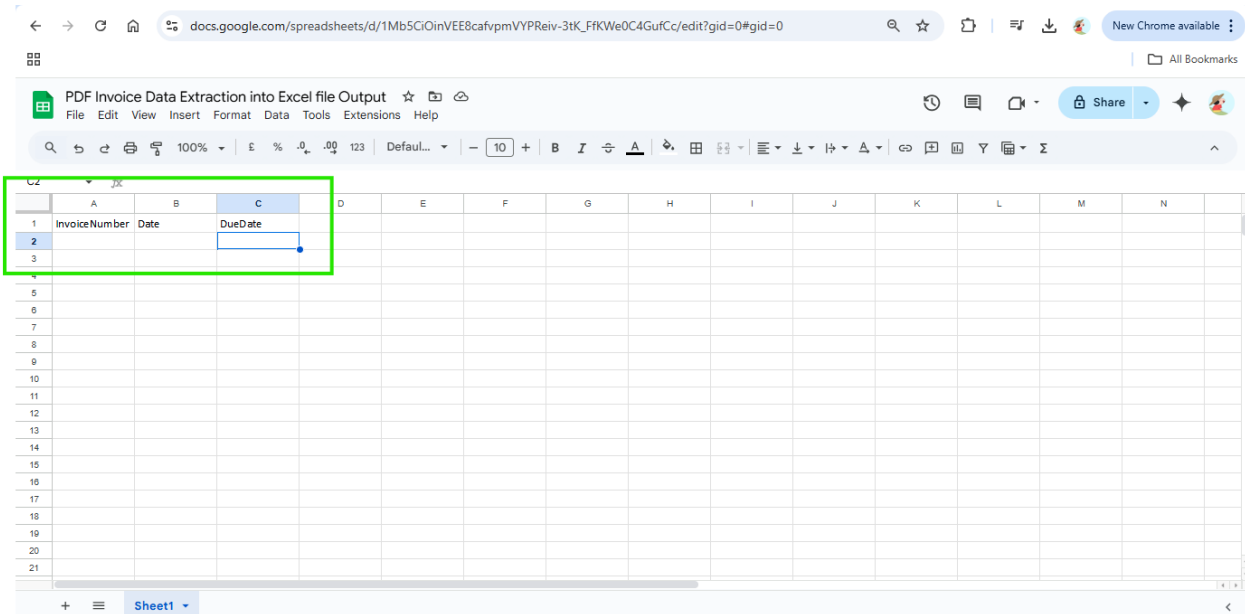 docs.google.com/spreadsheets/d/1Mb5CiOinVEE8cafvpmVYPReiv-3tK_FfKWe0C4GufCc/edit?gid=0#gid=0
New Chrome available
All Bookmarks
PDF Invoice Data Extraction into Excel file Output
File Edit View Insert Format Data Tools Extensions Help
Share
100% £ % .0 .00 123 Defaul... − 10 + B I A A Σ
C2 fx
A B C D E F G H I J K L M N
1 InvoiceNumber Date DueDate
2
3
4
5
6
7
8
9
10
11
12
13
14
15
16
17
18
19
20
21
+ Sheet1